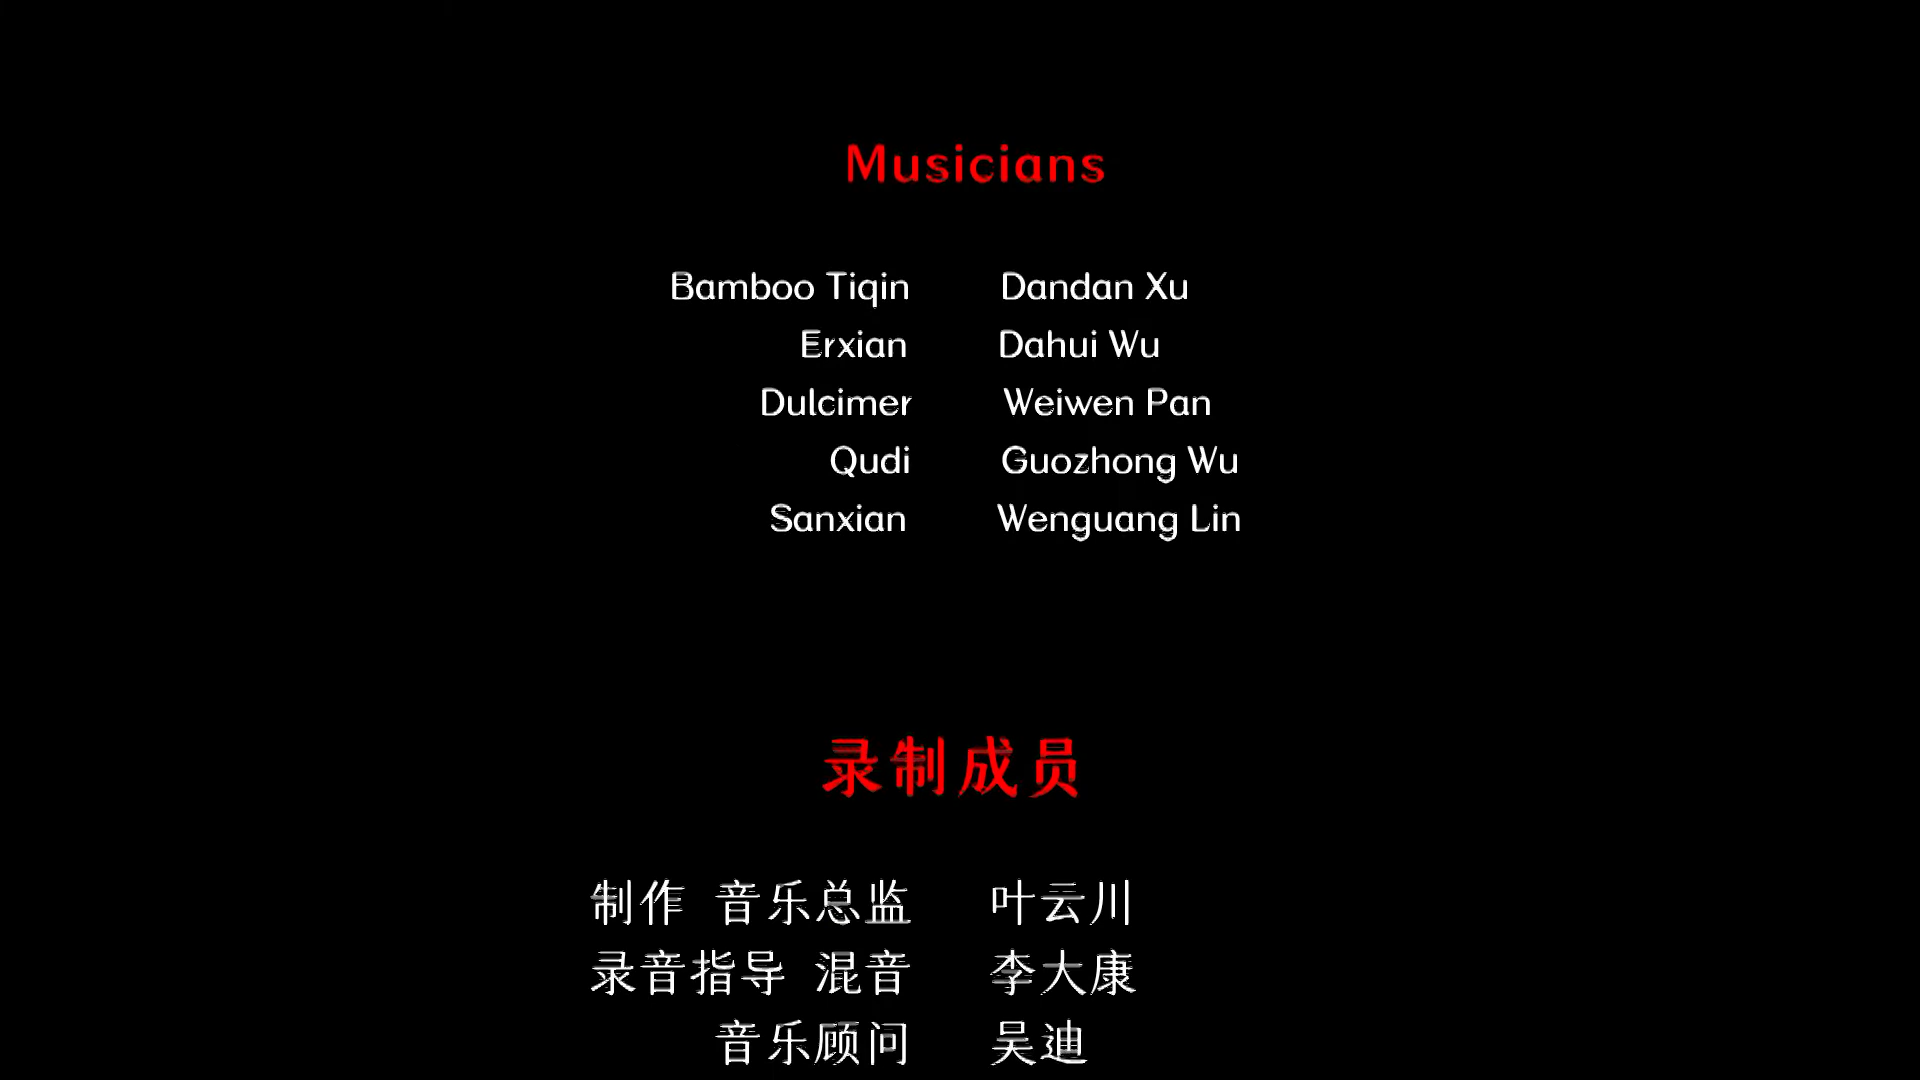 Musicians
Bamboo Tiqin Dandan Xu
Erxian Dahui Wu
Dulcimer Weiwen Pan
Qudi Guozhong Wu
Sanxian Wenguang Lin
录制成员
制作 音乐总监 叶云川
录音指导 混音 李大康
音乐顾问 吴迪